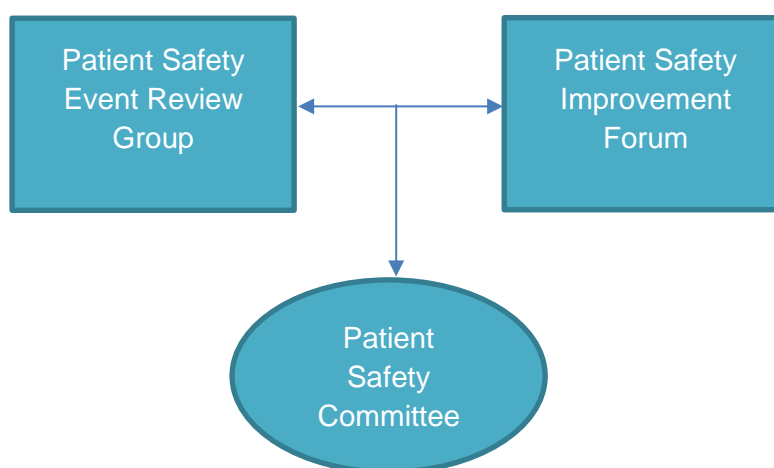 Patient Safety
Event Review
Group
Patient Safety
Improvement
Forum
Patient
Safety
Committee